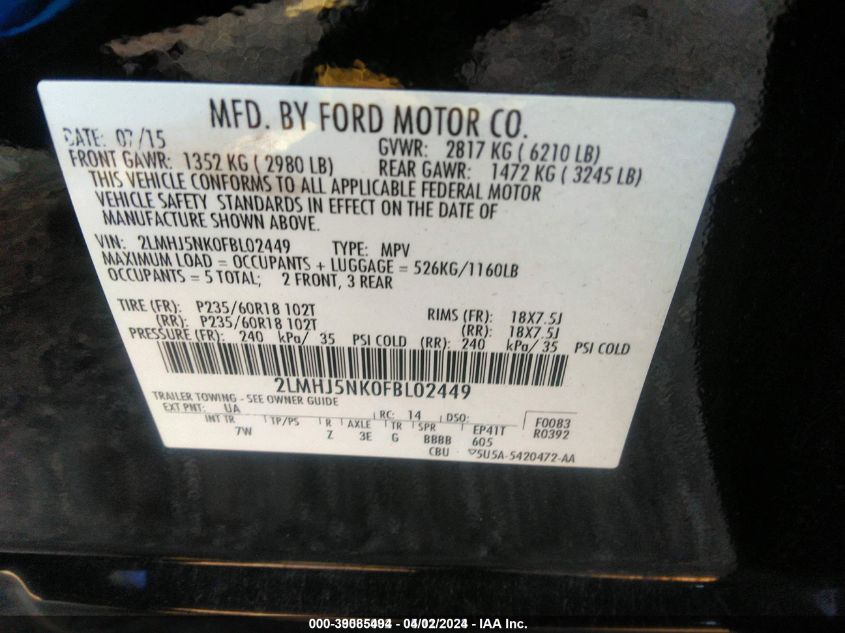 MFD. BY FORD MOTOR CO.
DATE: 07/15 GVWR: 2817 KG ( 6210 LB)
FRONT GAWR: 1352 KG ( 2980 LB) REAR GAWR: 1472 KG ( 3245 LB)
THIS VEHICLE CONFORMS TO ALL APPLICABLE FEDERAL MOTOR
VEHICLE SAFETY STANDARDS IN EFFECT ON THE DATE OF
MANUFACTURE SHOWN ABOVE.
VIN: 2LMHJ5NK0FBL02449 TYPE: MPV
MAXIMUM LOAD = OCCUPANTS + LUGGAGE = 526KG/1160LB
OCCUPANTS = 5 TOTAL; 2 FRONT, 3 REAR
TIRE (FR): P235/60R18 102T RIMS (FR): 18X7.5J
(RR): P235/60R18 102T (RR): 18X7.5J
PRESSURE (FR): 240 kPa/ 35 PSI COLD (RR): 240 kPa/ 35 PSI COLD
2LMHJ5NK0FBL02449
TRAILER TOWING - SEE OWNER GUIDE
EXT PNT: UA RC: 14 DSO: F0083
INT TR TP/PS R AXLE TR SPR EP41T R0392
7W Z 3E G BBBB 605
CBU 5U5A-5420472-AA
04/02/2024 - IAA Inc.